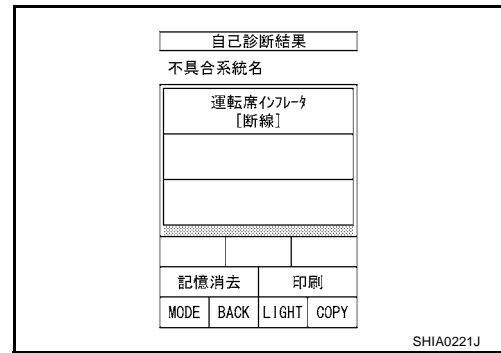 自己診断結果
不具合系統名
運転席ｲﾝﾌﾚｰﾀ
[断線]
記憶消去 印刷
MODE BACK LIGHT COPY
SHIA0221J